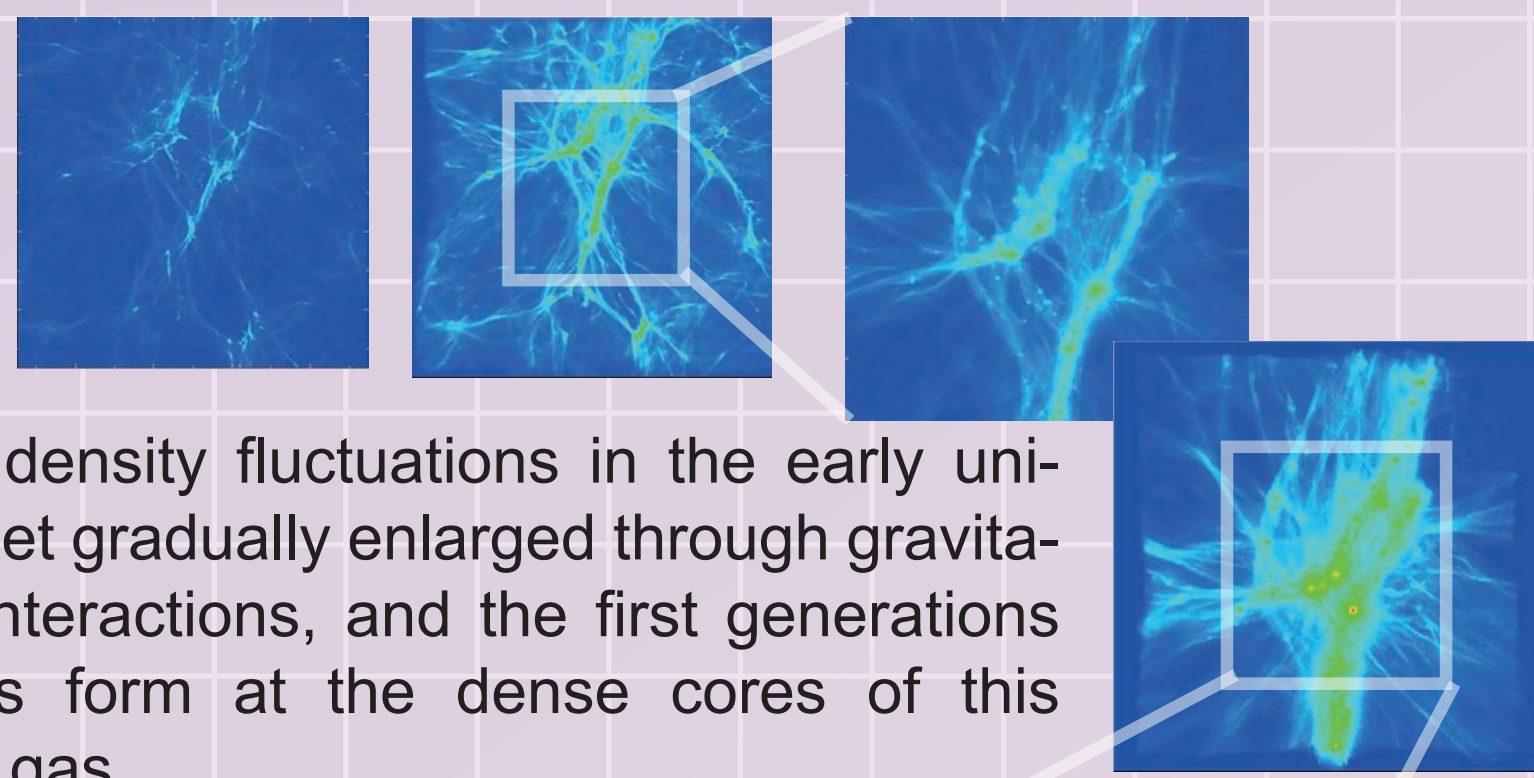 density fluctuations in the early uni-
et gradually enlarged through gravita-
nteractions, and the first generations
s form at the dense cores of this
gas